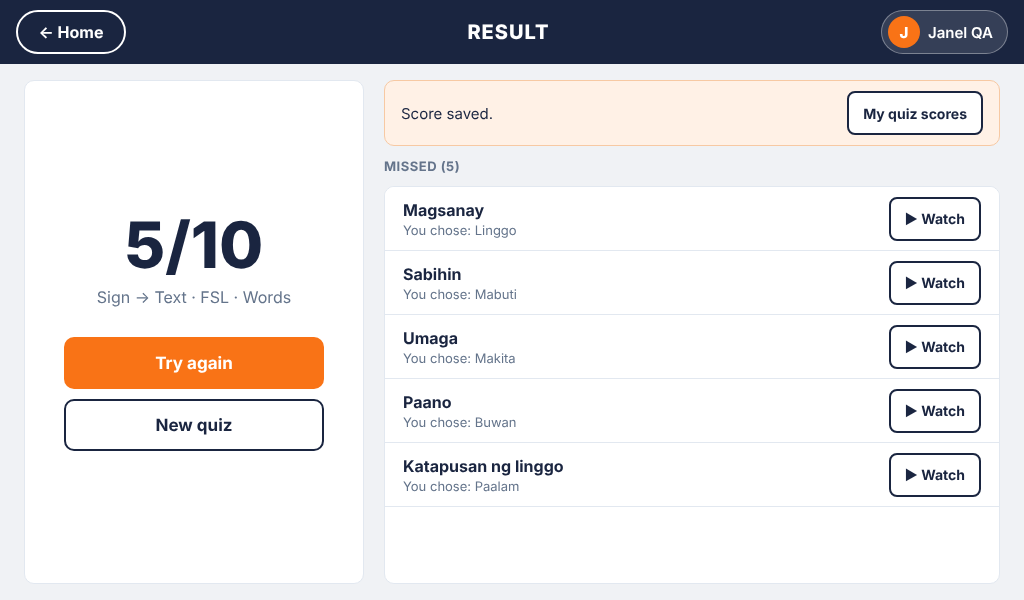 ← Home
RESULT
J
Janel QA
5/10
Sign → Text · FSL · Words
Try again
New quiz
Score saved.
My quiz scores
MISSED (5)
Magsanay
You chose: Linggo
▶ Watch
Sabihin
You chose: Mabuti
▶ Watch
Umaga
You chose: Makita
▶ Watch
Paano
You chose: Buwan
▶ Watch
Katapusan ng linggo
You chose: Paalam
▶ Watch